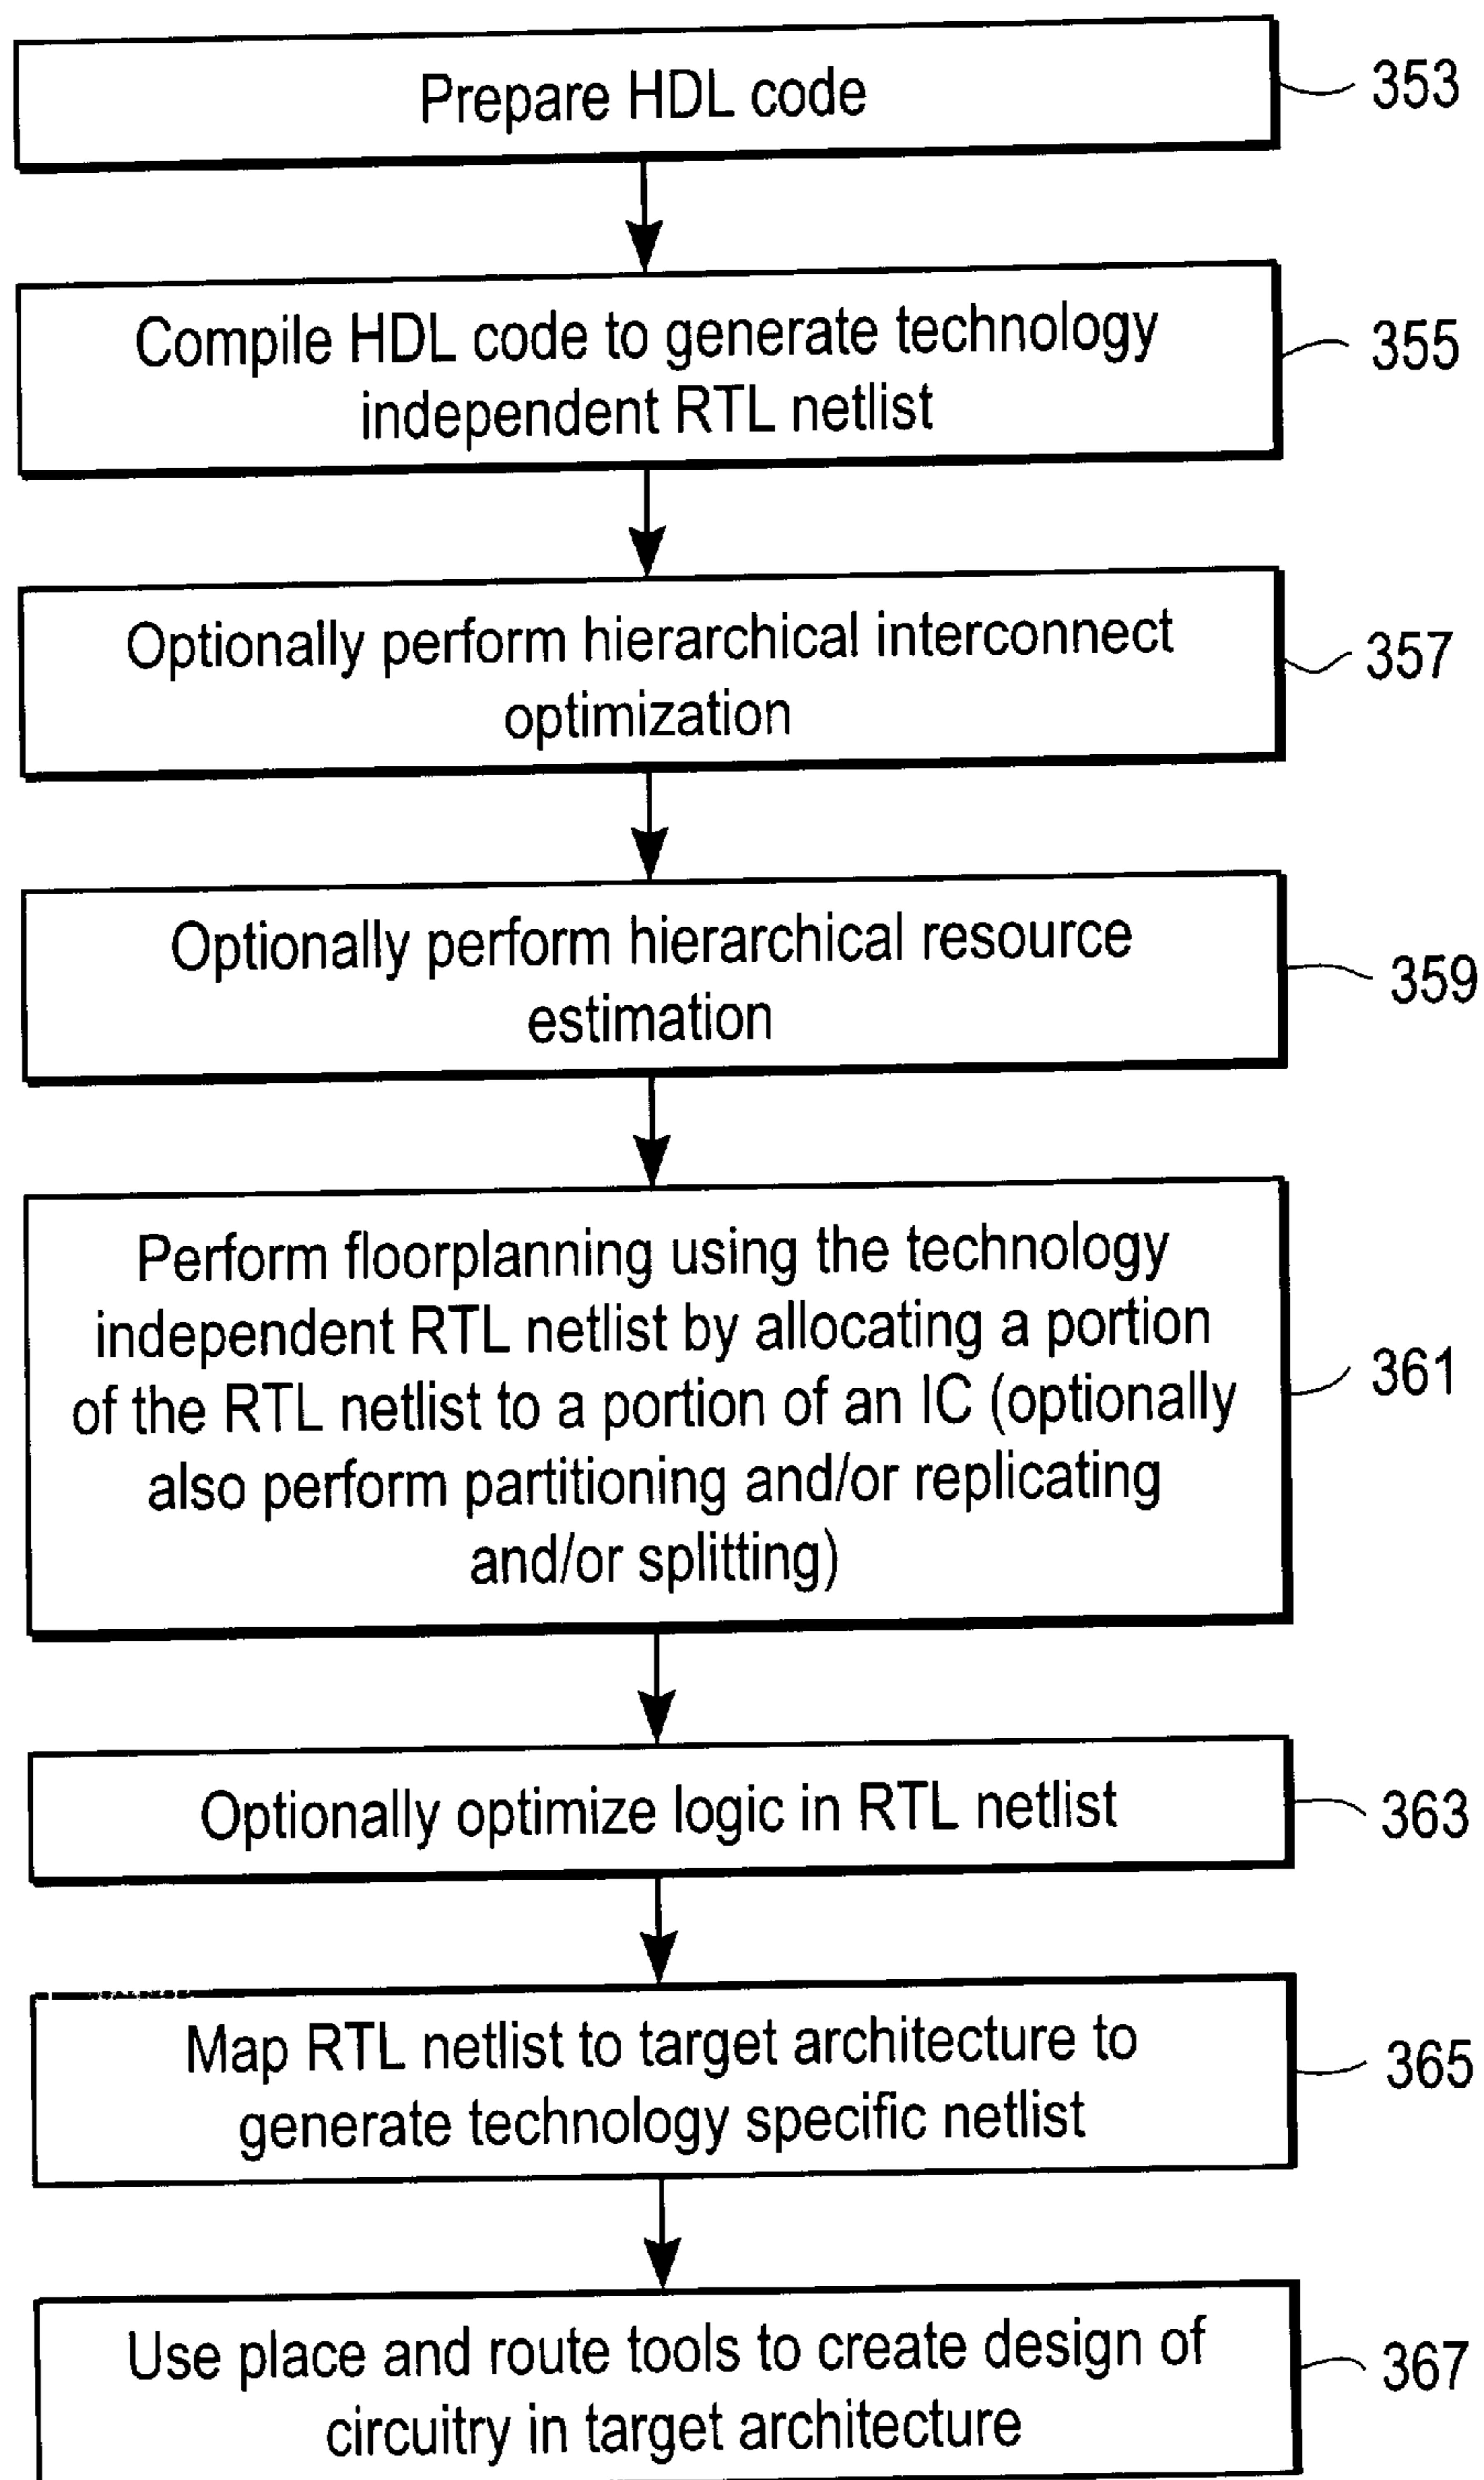 Prepare HDL code
353
Compile HDL code to generate technology
independent RTL netlist
355
Optionally perform hierarchical interconnect
optimization
357
Optionally perform hierarchical resource
estimation
359
Perform floorplanning using the technology
independent RTL netlist by allocating a portion
of the RTL netlist to a portion of an IC (optionally
also perform partitioning and/or replicating
and/or splitting)
361
Optionally optimize logic in RTL netlist
363
Map RTL netlist to target architecture to
generate technology specific netlist
365
Use place and route tools to create design of
circuitry in target architecture
367